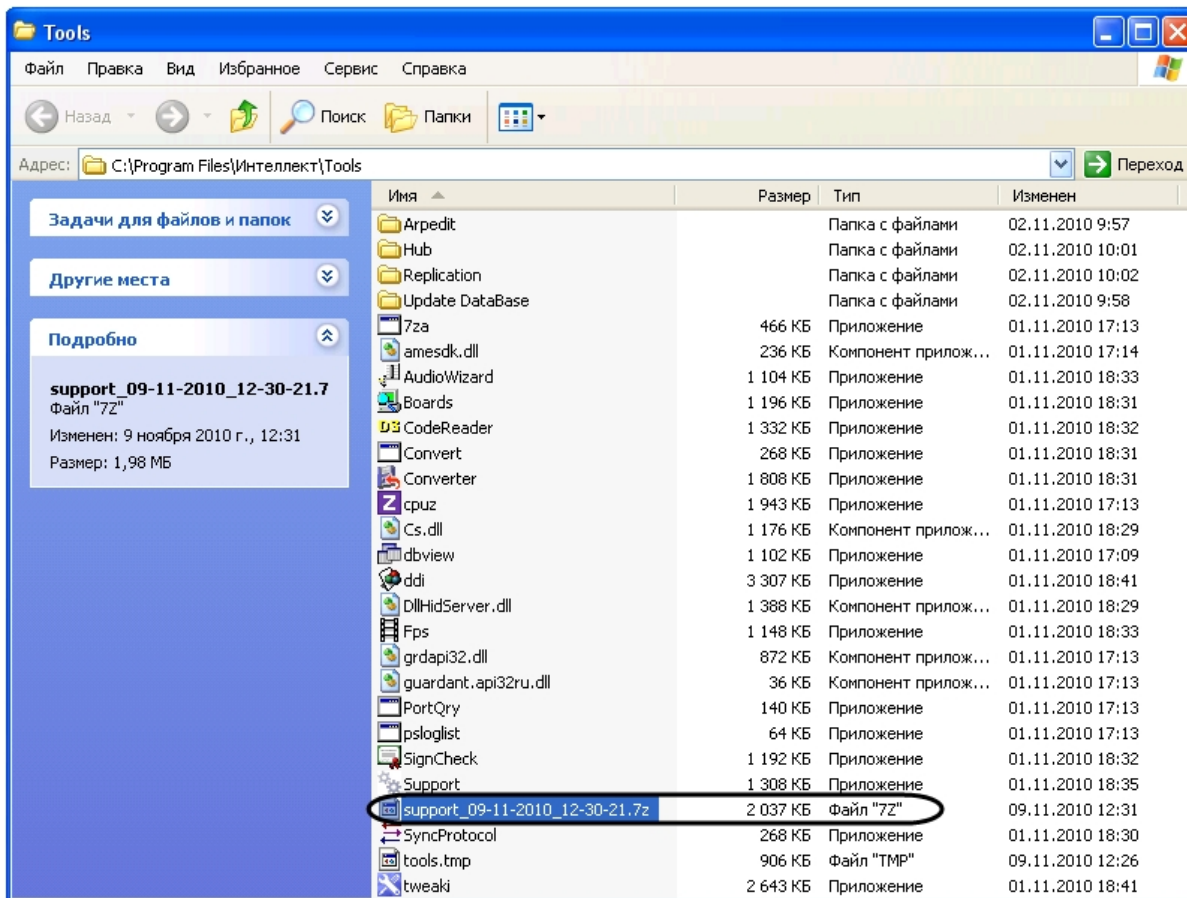 Tools
Файл Правка Вид Избранное Сервис Справка
Назад Поиск Папки
Адрес: C:\Program Files\Интеллект\Tools Переход
Задачи для файлов и папок
Другие места
Подробно
support_09-11-2010_12-30-21.7
Файл "7Z"
Изменен: 9 ноября 2010 г., 12:31
Размер: 1,98 МБ
Имя Размер Тип Изменен
Arpedit Папка с файлами 02.11.2010 9:57
Hub Папка с файлами 02.11.2010 10:01
Replication Папка с файлами 02.11.2010 10:02
Update DataBase Папка с файлами 02.11.2010 9:58
7za 466 КБ Приложение 01.11.2010 17:13
amesdk.dll 236 КБ Компонент прилож... 01.11.2010 17:14
AudioWizard 1 104 КБ Приложение 01.11.2010 18:33
Boards 1 196 КБ Приложение 01.11.2010 18:31
CodeReader 1 332 КБ Приложение 01.11.2010 18:32
Convert 268 КБ Приложение 01.11.2010 18:31
Converter 1 808 КБ Приложение 01.11.2010 18:31
Z cpuz 1 943 КБ Приложение 01.11.2010 17:13
Cs.dll 1 176 КБ Компонент прилож... 01.11.2010 18:29
dbview 1 102 КБ Приложение 01.11.2010 17:09
ddi 3 307 КБ Приложение 01.11.2010 18:41
DllHidServer.dll 1 388 КБ Компонент прилож... 01.11.2010 18:29
Fps 1 148 КБ Приложение 01.11.2010 18:33
grdapi32.dll 872 КБ Компонент прилож... 01.11.2010 17:13
guardant.api32ru.dll 36 КБ Компонент прилож... 01.11.2010 17:13
PortQry 140 КБ Приложение 01.11.2010 17:13
psloglist 64 КБ Приложение 01.11.2010 17:13
SignCheck 1 192 КБ Приложение 01.11.2010 18:32
Support 1 308 КБ Приложение 01.11.2010 18:35
support_09-11-2010_12-30-21.7z 2 037 КБ Файл "7Z" 09.11.2010 12:31
SyncProtocol 268 КБ Приложение 01.11.2010 18:30
tools.tmp 906 КБ Файл "TMP" 09.11.2010 12:26
tweaki 2 643 КБ Приложение 01.11.2010 18:41